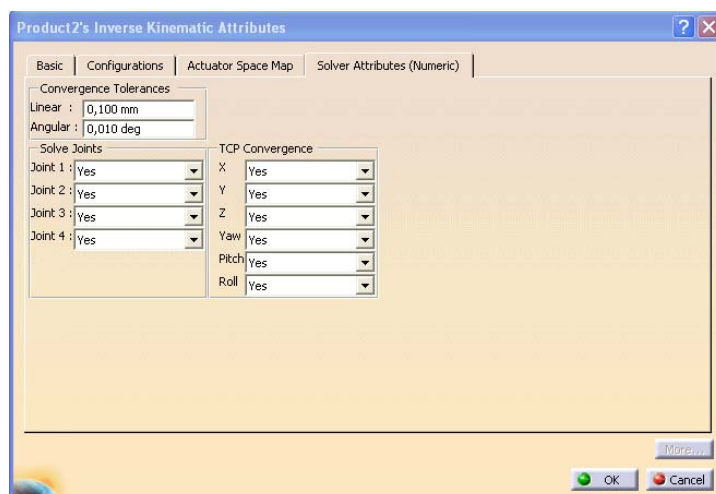 Product2's Inverse Kinematic Attributes
Basic Configurations Actuator Space Map Solver Attributes (Numeric)
Convergence Tolerances
Linear : 0,100 mm
Angular : 0,010 deg
Solve Joints
Joint 1 : Yes
Joint 2 : Yes
Joint 3 : Yes
Joint 4 : Yes
TCP Convergence
X Yes
Y Yes
Z Yes
Yaw Yes
Pitch Yes
Roll Yes
More...
OK Cancel